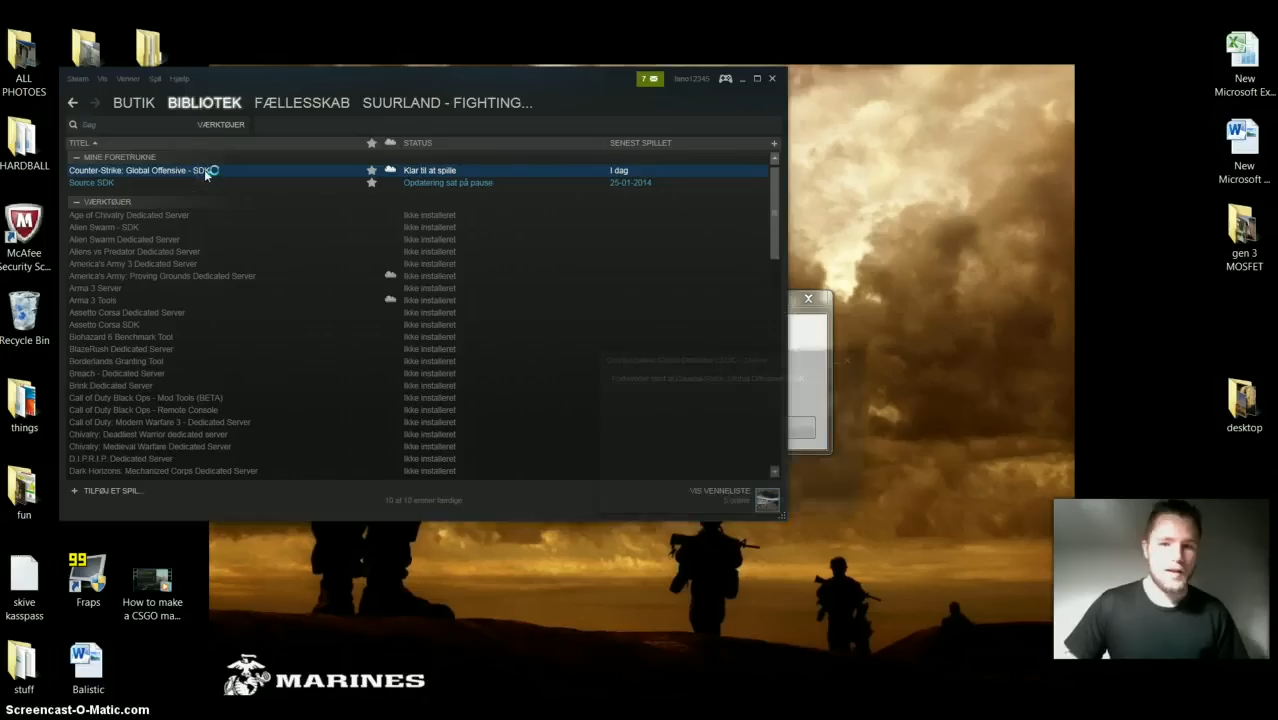 ALL
PHOTOES
HARDBALL
McAfee
Security Sc...
Recycle Bin
things
fun
skive
kasspass
stuff
99
Fraps
How to make
a CSGO ma...
Balistic
Steam Vis Venner Spil Hjælp
7
BUTIK BIBLIOTEK FÆLLESSKAB SUURLAND - FIGHTING...
Søg VÆRKTØJER
TITEL STATUS SENEST SPILLET
MINE FORETRUKNE
Counter-Strike: Global Offensive - SDK Klar til at spille I dag
Source SDK Opdatering sat på pause 25-01-2014
VÆRKTØJER
Age of Chivalry Dedicated Server Ikke installeret
Alien Swarm - SDK Ikke installeret
Alien Swarm Dedicated Server Ikke installeret
Aliens vs Predator Dedicated Server Ikke installeret
America's Army 3 Dedicated Server Ikke installeret
America's Army: Proving Grounds Dedicated Server Ikke installeret
Arma 3 Server Ikke installeret
Arma 3 Tools Ikke installeret
Assetto Corsa Dedicated Server Ikke installeret
Assetto Corsa SDK Ikke installeret
Biohazard 6 Benchmark Tool Ikke installeret
BlazeRush Dedicated Server Ikke installeret
Borderlands Granting Tool Ikke installeret
Breach - Dedicated Server Ikke installeret
Brink Dedicated Server Ikke installeret
Call of Duty Black Ops - Mod Tools (BETA) Ikke installeret
Call of Duty: Black Ops - Remote Console Ikke installeret
Call of Duty: Modern Warfare 3 - Dedicated Server Ikke installeret
Chivalry: Deadliest Warrior dedicated server Ikke installeret
Chivalry: Medieval Warfare Dedicated Server Ikke installeret
D.I.P.R.I.P. Dedicated Server Ikke installeret
Dark Horizons: Mechanized Corps Dedicated Server Ikke installeret
+ TILFØJ ET SPIL...
VIS VENNELISTE
MARINES
New
Microsoft Ex...
New
Microsoft ...
gen 3
MOSFET
desktop
Screencast-O-Matic.com